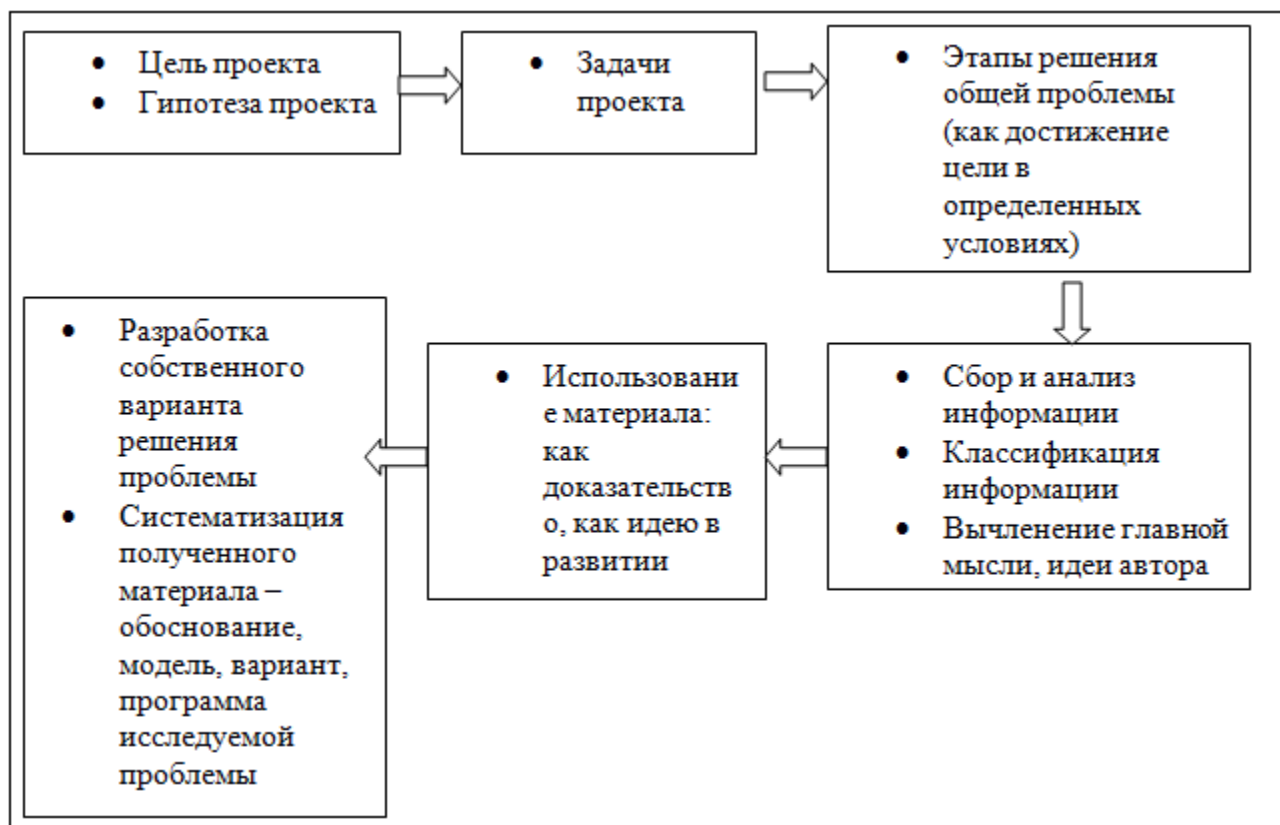 Цель проекта
Гипотеза проекта
Задачи
проекта
Этапы решения
общей проблемы
(как достижение
цели в
определенных
условиях)
Сбор и анализ
информации
Классификация
информации
Вычленение главной
мысли, идеи автора
Использовани
е материала:
как
доказательств
о, как идею в
развитии
Разработка
собственного
варианта
решения
проблемы
Систематизация
полученного
материала –
обоснование,
модель, вариант,
программа
исследуемой
проблемы